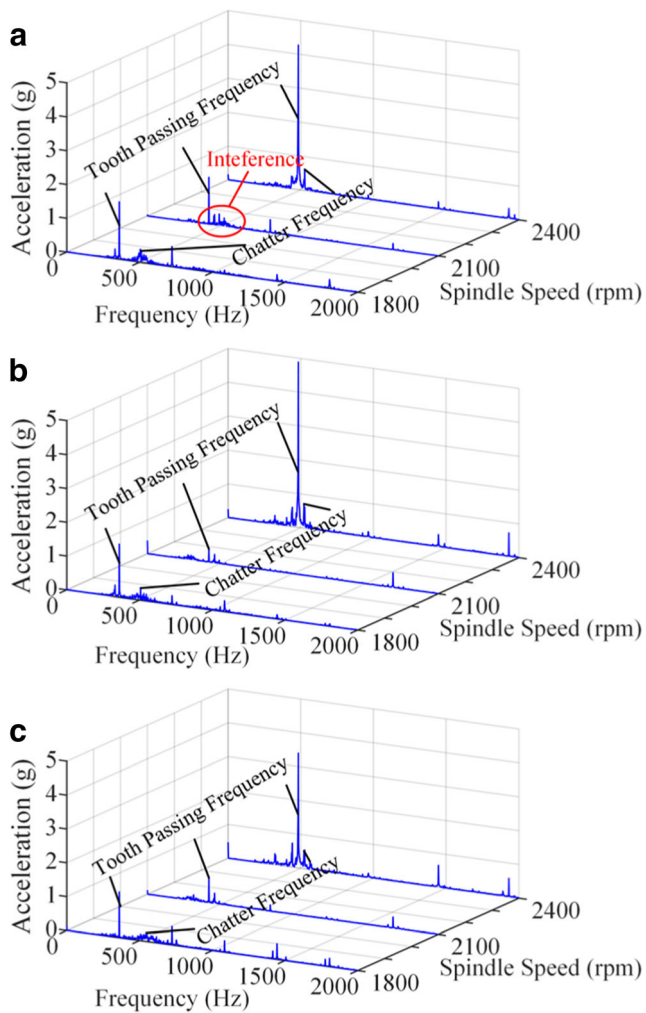 a
Acceleration (g)
5
4
3
2
1
0
Tooth Passing Frequency
Inteference
Chatter Frequency
0
500
1000
1500
2000
Frequency (Hz)
1800
2100
2400
Spindle Speed (rpm)
b
Acceleration (g)
5
4
3
2
1
0
Tooth Passing Frequency
Chatter Frequency
0
500
1000
1500
2000
Frequency (Hz)
1800
2100
2400
Spindle Speed (rpm)
c
Acceleration (g)
5
4
3
2
1
0
Tooth Passing Frequency
Chatter Frequency
0
500
1000
1500
2000
Frequency (Hz)
1800
2100
2400
Spindle Speed (rpm)